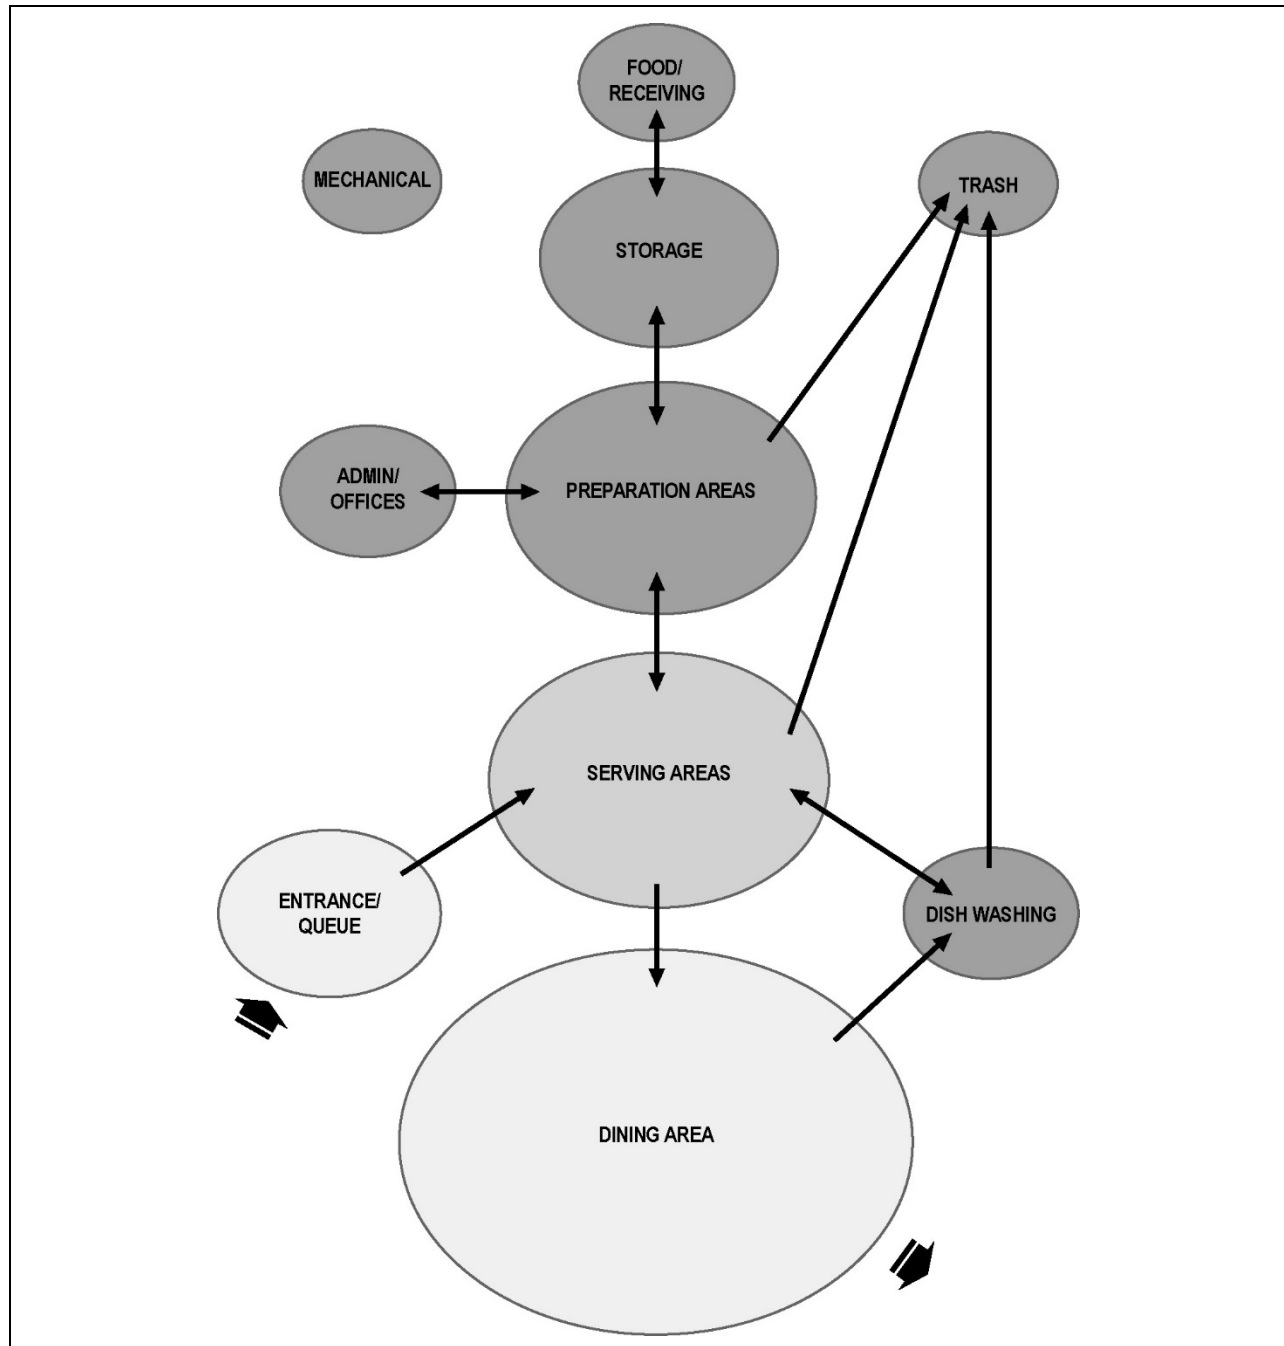 FOOD/
RECEIVING
MECHANICAL
TRASH
STORAGE
ADMIN/
OFFICES
PREPARATION AREAS
SERVING AREAS
ENTRANCE/
QUEUE
DISH WASHING
DINING AREA